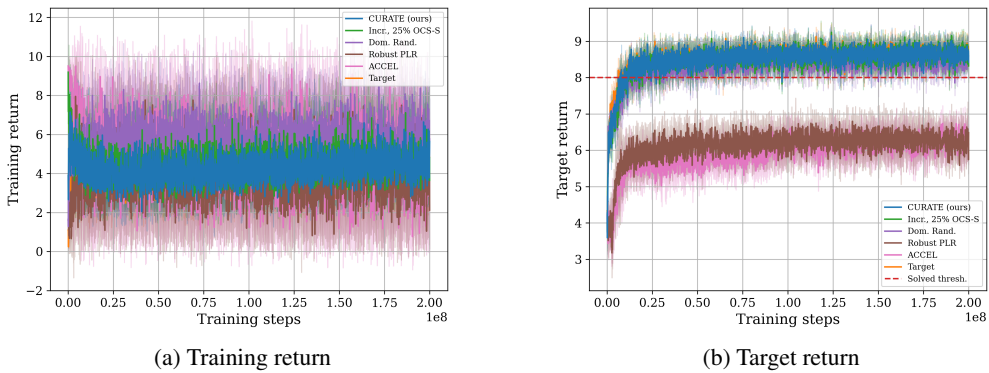 12
10
8
6
4
2
0
−2
Training return
CURATE (ours)
Incr., 25% OCS-S
Dom. Rand.
Robust PLR
ACCEL
Target
0.00 0.25 0.50 0.75 1.00 1.25 1.50 1.75 2.00
Training steps
1e8
(a) Training return
9
8
7
6
5
4
3
Target return
CURATE (ours)
Incr., 25% OCS-S
Dom. Rand.
Robust PLR
ACCEL
Target
Solved thresh.
0.00 0.25 0.50 0.75 1.00 1.25 1.50 1.75 2.00
Training steps
1e8
(b) Target return